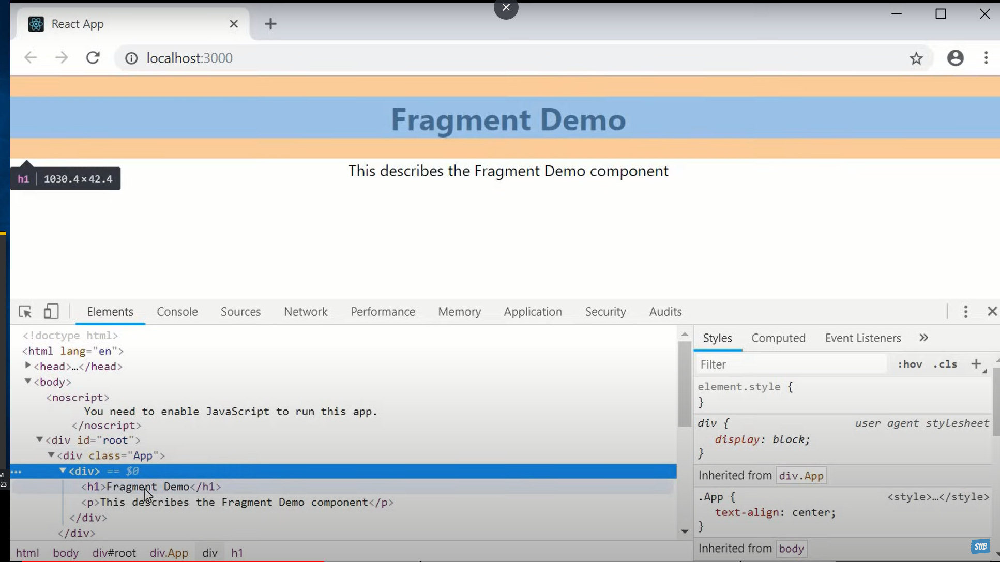 React App
localhost:3000
Fragment Demo
This describes the Fragment Demo component
h1 1030.4×42.4
Elements Console Sources Network Performance Memory Application Security Audits
<!doctype html>
<html lang="en">
<head>…</head>
<body>
<noscript>
You need to enable JavaScript to run this app.
</noscript>
<div id="root">
<div class="App">
<div> == $0
<h1>Fragment Demo</h1>
<p>This describes the Fragment Demo component</p>
</div>
</div>
html body div#root div.App div h1
Styles Computed Event Listeners »
Filter :hov .cls +
element.style {
}
div { user agent stylesheet
display: block;
}
Inherited from div.App
.App { <style>…</style>
text-align: center;
}
Inherited from body
SUB
M
23